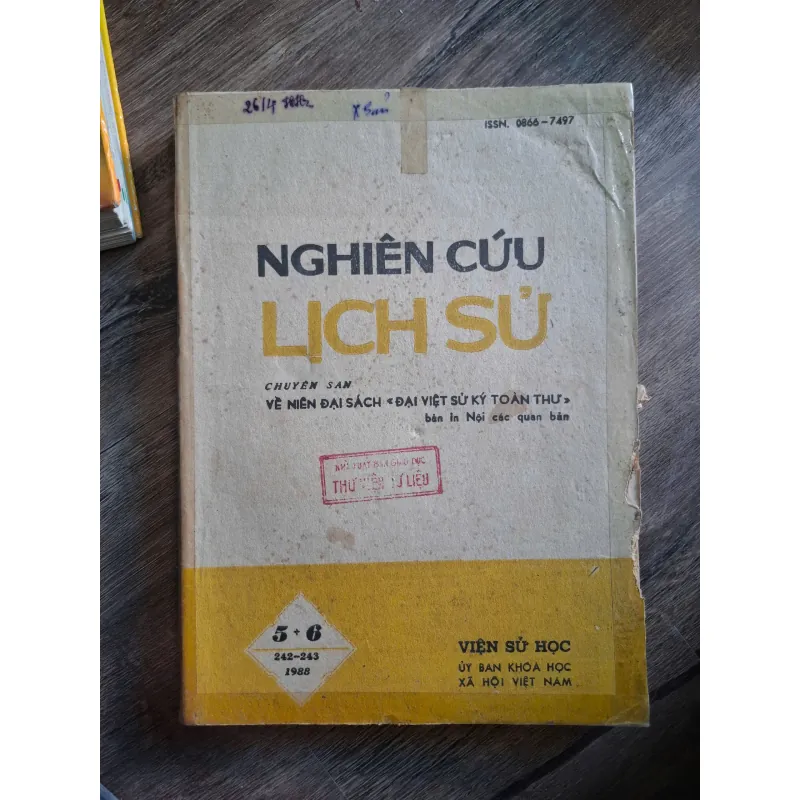 26/4
ISSN. 0866-7497
NGHIÊN CỨU
LỊCH SỬ
CHUYÊN SAN
VỀ NIÊN ĐẠI SÁCH «ĐẠI VIỆT SỬ KÝ TOÀN THƯ»
bản in Nội các quan bản
THƯ VIỆN TƯ LIỆU
5+6
242-243
1988
VIỆN SỬ HỌC
ỦY BAN KHOA HỌC
XÃ HỘI VIỆT NAM